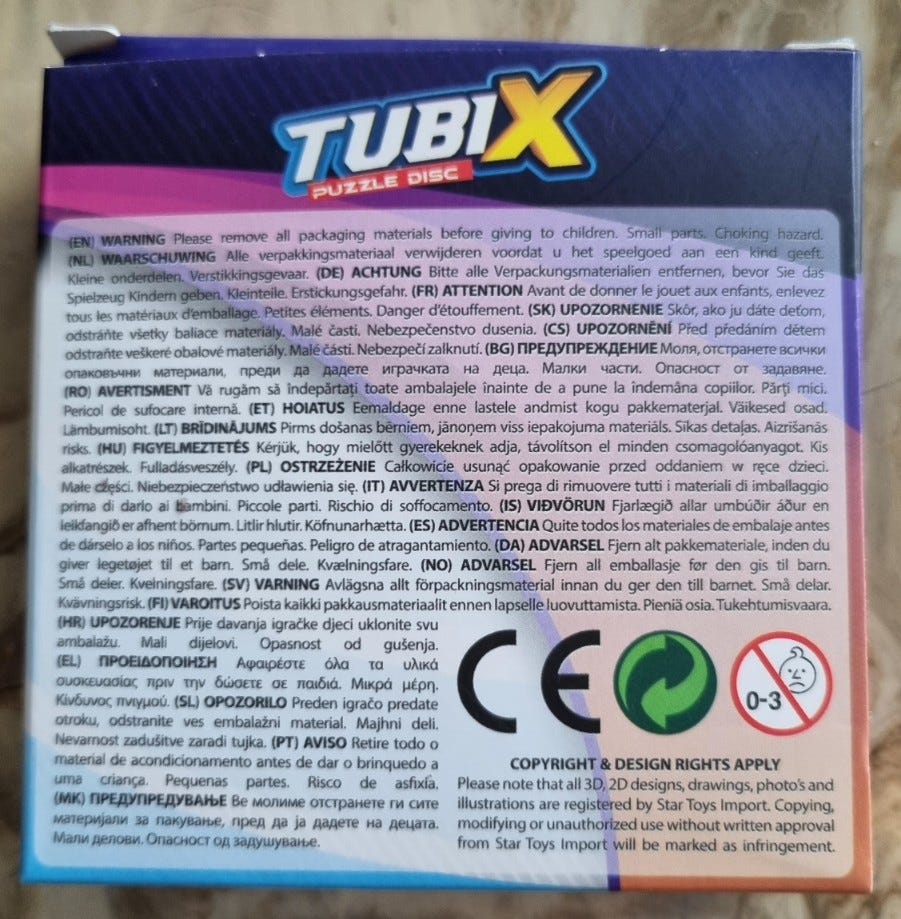 TUBIX
PUZZLE DISC
(EN) WARNING Please remove all packaging materials before giving to children. Small parts. Choking hazard.
(NL) WAARSCHUWING Alle verpakkingsmateriaal verwijderen voordat u het speelgoed aan een kind geeft.
Kleine onderdelen. Verstikkingsgevaar. (DE) ACHTUNG Bitte alle Verpackungsmaterialien entfernen, bevor Sie das
Spielzeug Kindern geben. Kleinteile. Erstickungsgefahr. (FR) ATTENTION Avant de donner le jouet aux enfants, enlevez
tous les matériaux d'emballage. Petites éléments. Danger d'étouffement. (SK) UPOZORNENIE Skôr, ako ju dáte deťom,
odstráňte všetky baliace materiály. Malé časti. Nebezpečenstvo dusenia. (CS) UPOZORNĚNÍ Před předáním dětem
odstraňte veškeré obalové materiály. Malé části. Nebezpečí zalknutí. (BG) ПРЕДУПРЕЖДЕНИЕ Моля, отстранете всички
опаковъчни материали, преди да дадете играчката на деца. Малки части. Опасност от задавяне.
(RO) AVERTISMENT Vă rugăm să îndepărtați toate ambalajele înainte de a pune la îndemâna copiilor. Părți mici.
Pericol de sufocare internă. (ET) HOIATUS Eemaldage enne lastele andmist kogu pakkematerjal. Väikesed osad.
Lämbumisoht. (LT) BRĪDINĀJUMS Pirms došanas bērniem, jāņoņem viss iepakojuma materiāls. Sīkas detaļas. Aizrīšanās
risks. (HU) FIGYELMEZTETÉS Kérjük, hogy mielőtt gyerekeknek adja, távolítson el minden csomagolóanyagot. Kis
alkatrészek. Fulladásveszély. (PL) OSTRZEŻENIE Całkowicie usunąć opakowanie przed oddaniem w ręce dzieci.
Małe części. Niebezpieczeństwo udławienia się. (IT) AVVERTENZA Si prega di rimuovere tutti i materiali di imballaggio
prima di darlo ai bambini. Piccole parti. Rischio di soffocamento. (IS) VIÐVÖRUN Fjarlægið allar umbúðir áður en
leikfangið er afhent börnum. Litlir hlutir. Köfnunarhætta. (ES) ADVERTENCIA Quite todos los materiales de embalaje antes
de dárselo a los niños. Partes pequeñas. Peligro de atragantamiento. (DA) ADVARSEL Fjern alt pakkemateriale, inden du
giver legetøjet til et barn. Små dele. Kvælningsfare. (NO) ADVARSEL Fjern all emballasje før den gis til barn.
Små deler. Kvelningsfare. (SV) VARNING Avlägsna allt förpackningsmaterial innan du ger den till barnet. Små delar.
Kvävningsrisk. (FI) VAROITUS Poista kaikki pakkausmateriaalit ennen lapselle luovuttamista. Pieniä osia. Tukehtumisvaara.
(HR) UPOZORENJE Prije davanja igračke djeci uklonite svu
ambalažu. Mali dijelovi. Opasnost od gušenja.
(EL) ΠΡΟΕΙΔΟΠΟΙΗΣΗ Αφαιρέστε όλα τα υλικά
συσκευασίας πριν την δώσετε σε παιδιά. Μικρά μέρη.
Κίνδυνος πνιγμού. (SL) OPOZORILO Preden igračo predate
otroku, odstranite ves embalažni material. Majhni deli.
Nevarnost zadušitve zaradi tujka. (PT) AVISO Retire todo o
material de acondicionamento antes de dar o brinquedo a
uma criança. Pequenas partes. Risco de asfixía.
(MK) ПРЕДУПРЕДУВАЊЕ Ве молиме отстранете ги сите
материјали за пакување, пред да ја дадете на децата.
Мали делови. Опасност од задушување.
CE
0-3
COPYRIGHT & DESIGN RIGHTS APPLY
Please note that all 3D, 2D designs, drawings, photo's and
illustrations are registered by Star Toys Import. Copying,
modifying or unauthorized use without written approval
from Star Toys Import will be marked as infringement.